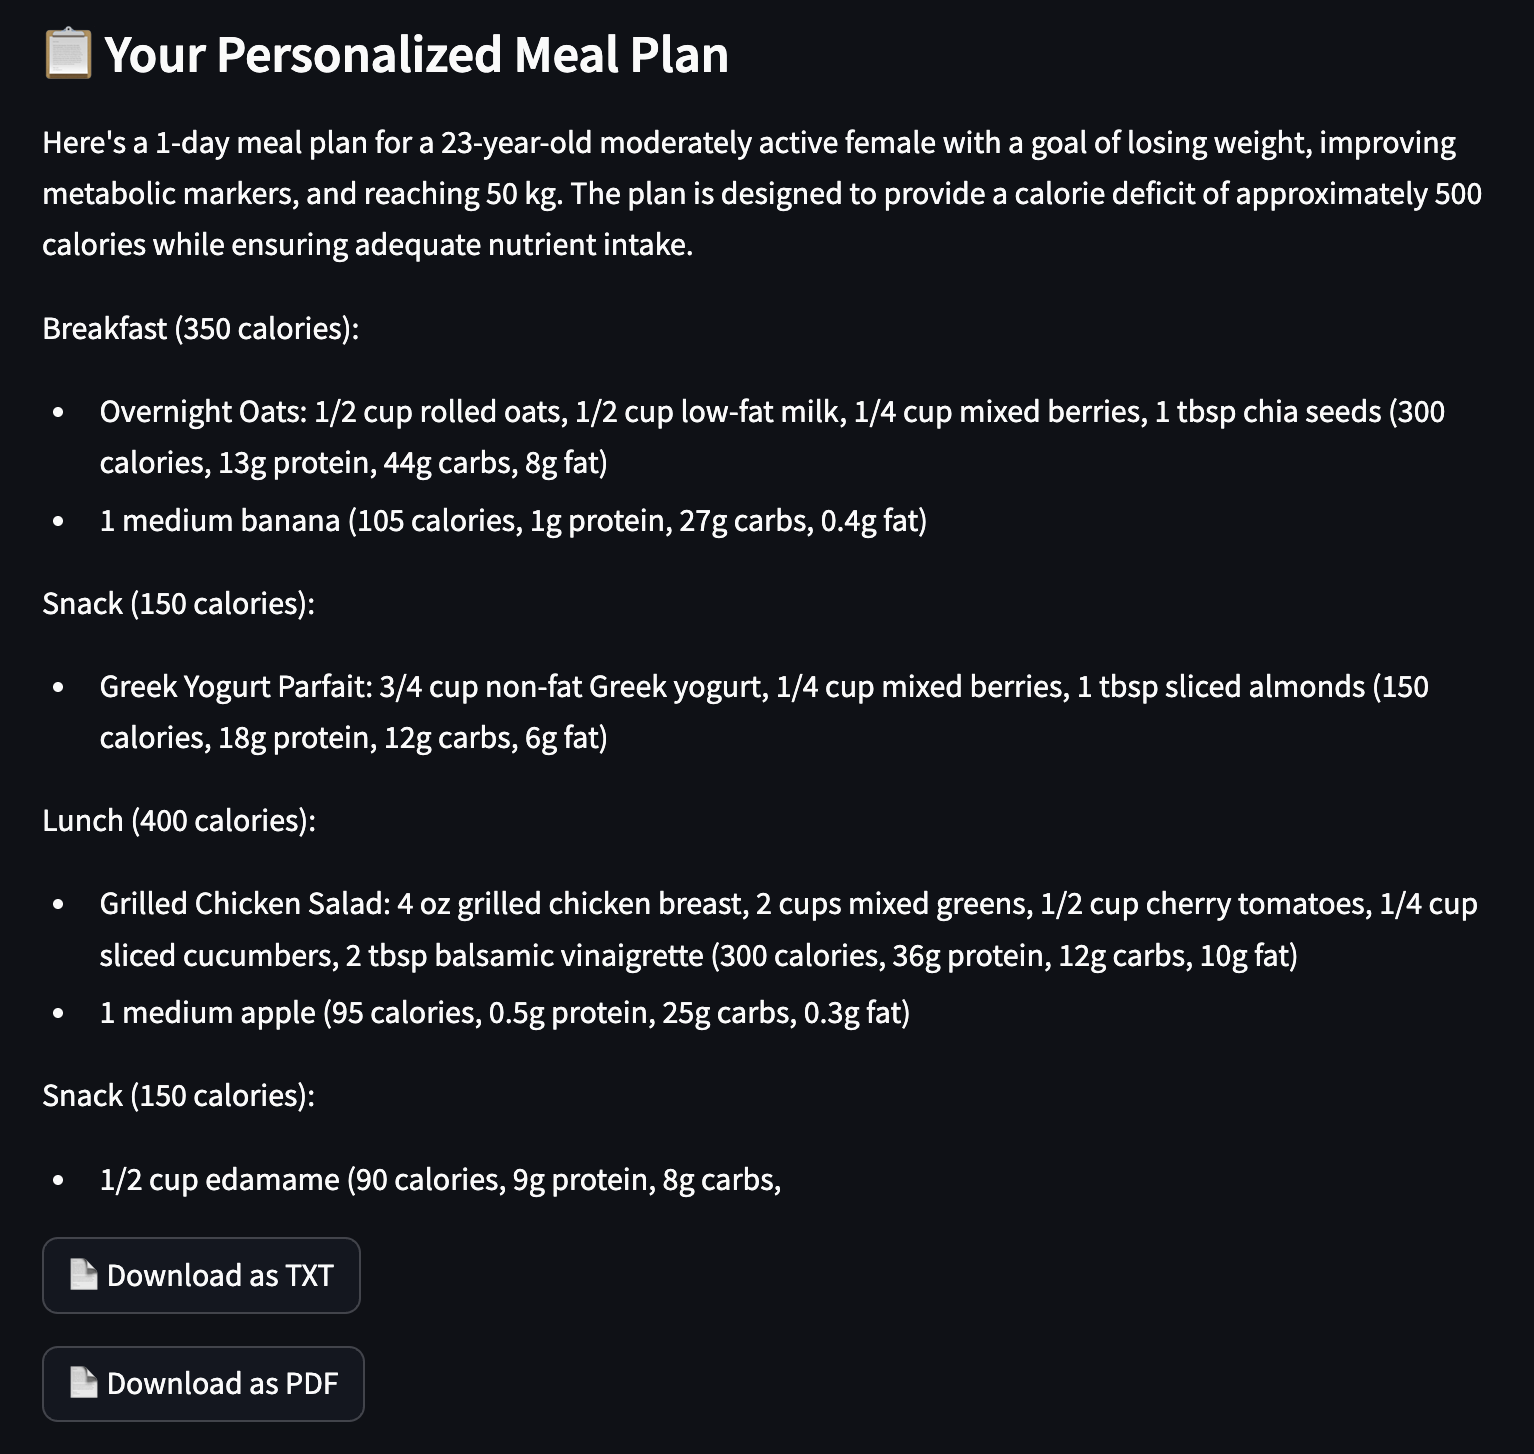 Your Personalized Meal Plan
Here's a 1-day meal plan for a 23-year-old moderately active female with a goal of losing weight, improving
metabolic markers, and reaching 50 kg. The plan is designed to provide a calorie deficit of approximately 500
calories while ensuring adequate nutrient intake.
Breakfast (350 calories):
• Overnight Oats: 1/2 cup rolled oats, 1/2 cup low-fat milk, 1/4 cup mixed berries, 1 tbsp chia seeds (300
calories, 13g protein, 44g carbs, 8g fat)
• 1 medium banana (105 calories, 1g protein, 27g carbs, 0.4g fat)
Snack (150 calories):
• Greek Yogurt Parfait: 3/4 cup non-fat Greek yogurt, 1/4 cup mixed berries, 1 tbsp sliced almonds (150
calories, 18g protein, 12g carbs, 6g fat)
Lunch (400 calories):
• Grilled Chicken Salad: 4 oz grilled chicken breast, 2 cups mixed greens, 1/2 cup cherry tomatoes, 1/4 cup
sliced cucumbers, 2 tbsp balsamic vinaigrette (300 calories, 36g protein, 12g carbs, 10g fat)
• 1 medium apple (95 calories, 0.5g protein, 25g carbs, 0.3g fat)
Snack (150 calories):
• 1/2 cup edamame (90 calories, 9g protein, 8g carbs,
Download as TXT
Download as PDF